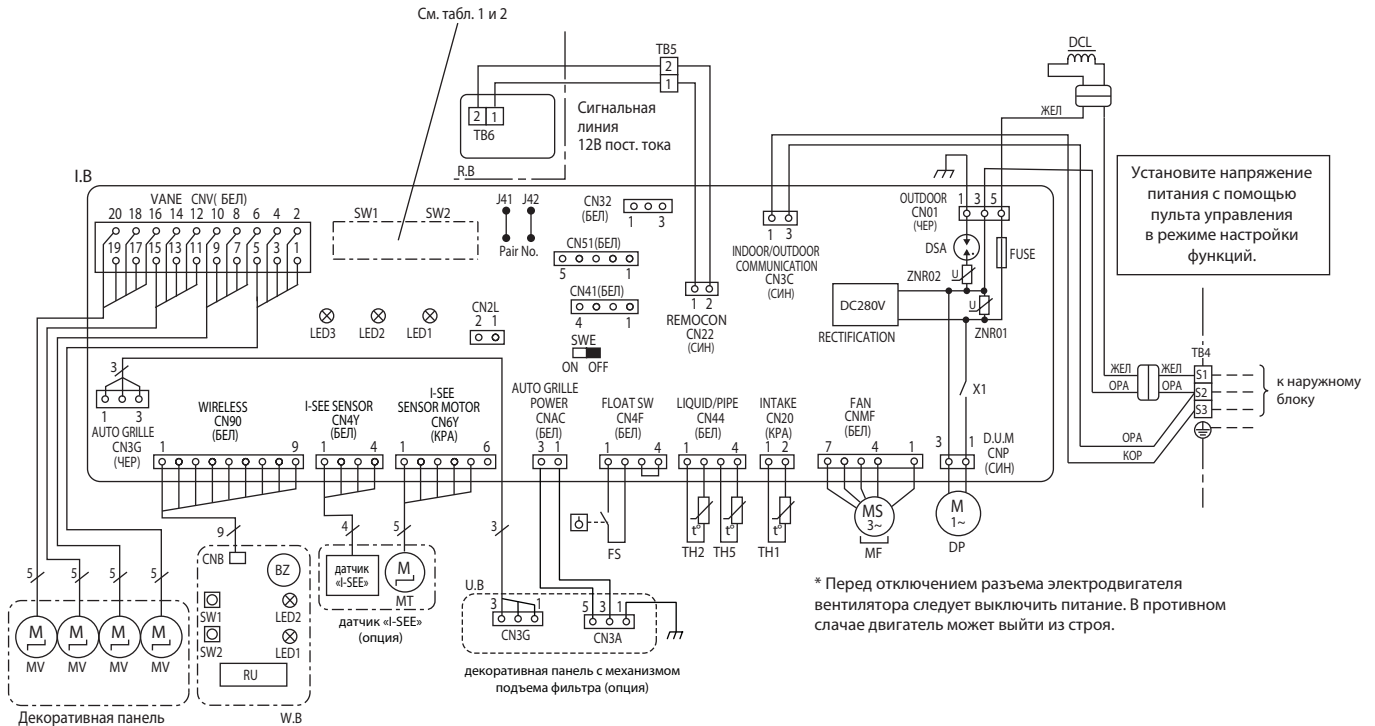 См. табл. 1 и 2
TB5
2
1
DCL
2 1
TB6
Сигнальная
линия
12В пост. тока
R.B
ЖЕЛ
Установите напряжение
питания с помощью
пульта управления
в режиме настройки
функций.
I.B
VANE CNV( БЕЛ)
20 18 16 14 12 10 8 6 4 2
19 17 15 13 11 9 7 5 3 1
SW1 SW2
J41 J42
Pair No.
CN32
(БЕЛ)
1 3
CN51(БЕЛ)
5 1
CN41(БЕЛ)
4 1
SWE
ON OFF
LED3 LED2 LED1
CN2L
2 1
1 2
REMOCON
CN22
(СИН)
1 3
INDOOR/OUTDOOR
COMMUNICATION
CN3C
(СИН)
OUTDOOR
CN01
(ЧЕР)
1 3 5
DSA
ZNR02
U
FUSE
DC280V
RECTIFICATION
U
ZNR01
X1
TB4
ЖЕЛ ЖЕЛ S1
ОРА ОРА S2
S3
к наружному
блоку
ОРА
КОР
3
1 3
AUTO GRILLE
CN3G
(ЧЕР)
WIRELESS
CN90
(БЕЛ)
1 9
I-SEE SENSOR
CN4Y
(БЕЛ)
1 4
I-SEE
SENSOR MOTOR
CN6Y
(КРА)
1 6
AUTO GRILLE
POWER
CNAC
(БЕЛ)
3 1
FLOAT SW
CN4F
(БЕЛ)
1 4
LIQUID/PIPE
CN44
(БЕЛ)
1 4
INTAKE
CN20
(КРА)
1 2
FAN
CNMF
(БЕЛ)
7 4 1
3 1
D.U.M
CNP
(СИН)
9
4
5
3
FS
t° t° t°
TH2 TH5 TH1
MS
3~
MF
M
1~
DP
5 5 5 5
M M M M
MV MV MV MV
Декоративная панель
CNB
BZ
SW1
LED2
SW2
LED1
RU
W.B
датчик
«I-SEE»
M
MT
датчик «I-SEE»
(опция)
U.B
3 1
CN3G
5 3 1
CN3A
декоративная панель с механизмом
подъема фильтра (опция)
* Перед отключением разъема электродвигателя
вентилятора следует выключить питание. В противном
слачае двигатель может выйти из строя.